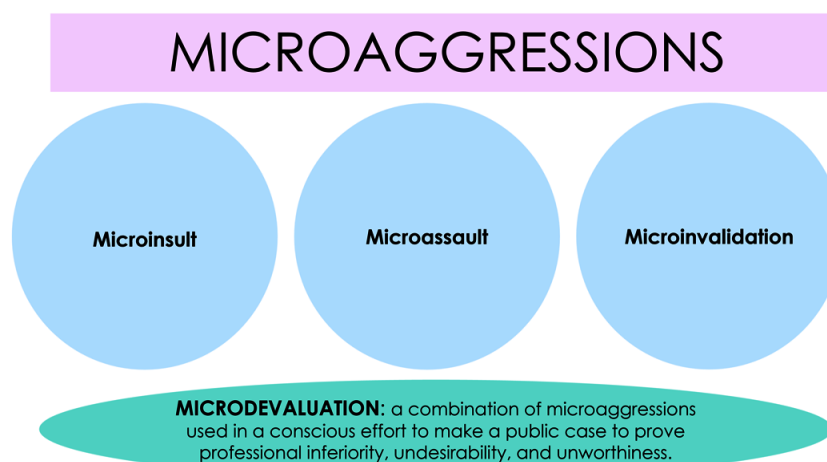 MICROAGGRESSIONS
Microinsult
Microassault
Microinvalidation
MICRODEVALUATION: a combination of microaggressions
used in a conscious effort to make a public case to prove
professional inferiority, undesirability, and unworthiness.